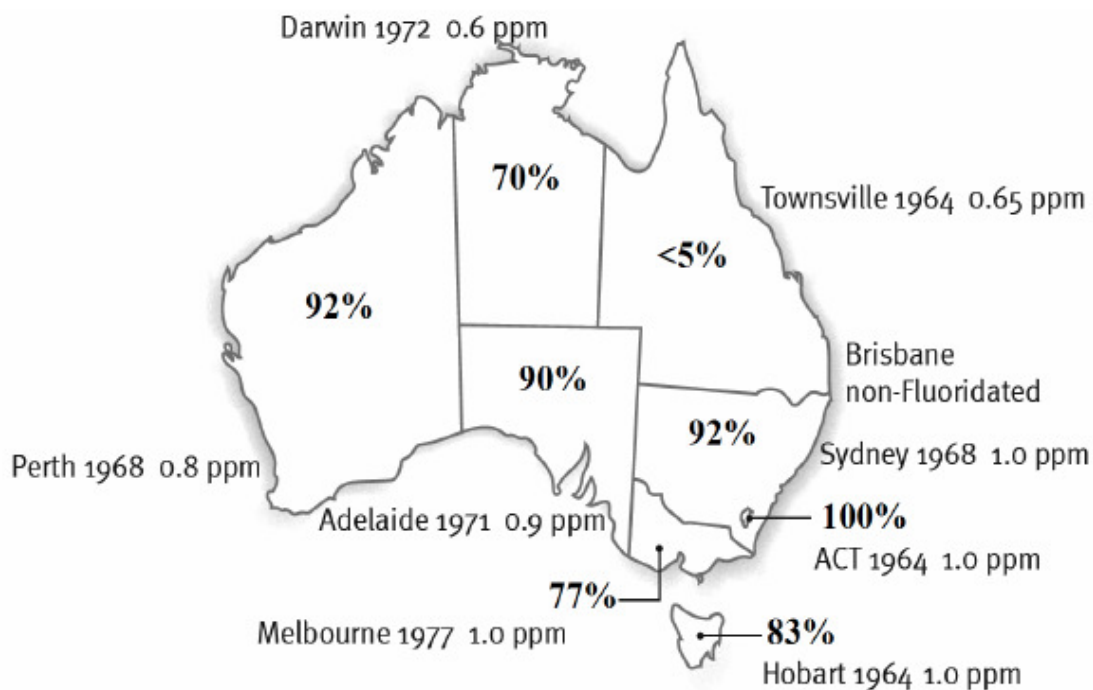 Darwin 1972 0.6 ppm
70%
Townsville 1964 0.65 ppm
<5%
92%
Brisbane
non-Fluoridated
90%
92%
Sydney 1968 1.0 ppm
Perth 1968 0.8 ppm
Adelaide 1971 0.9 ppm
100%
ACT 1964 1.0 ppm
77%
Melbourne 1977 1.0 ppm
83%
Hobart 1964 1.0 ppm